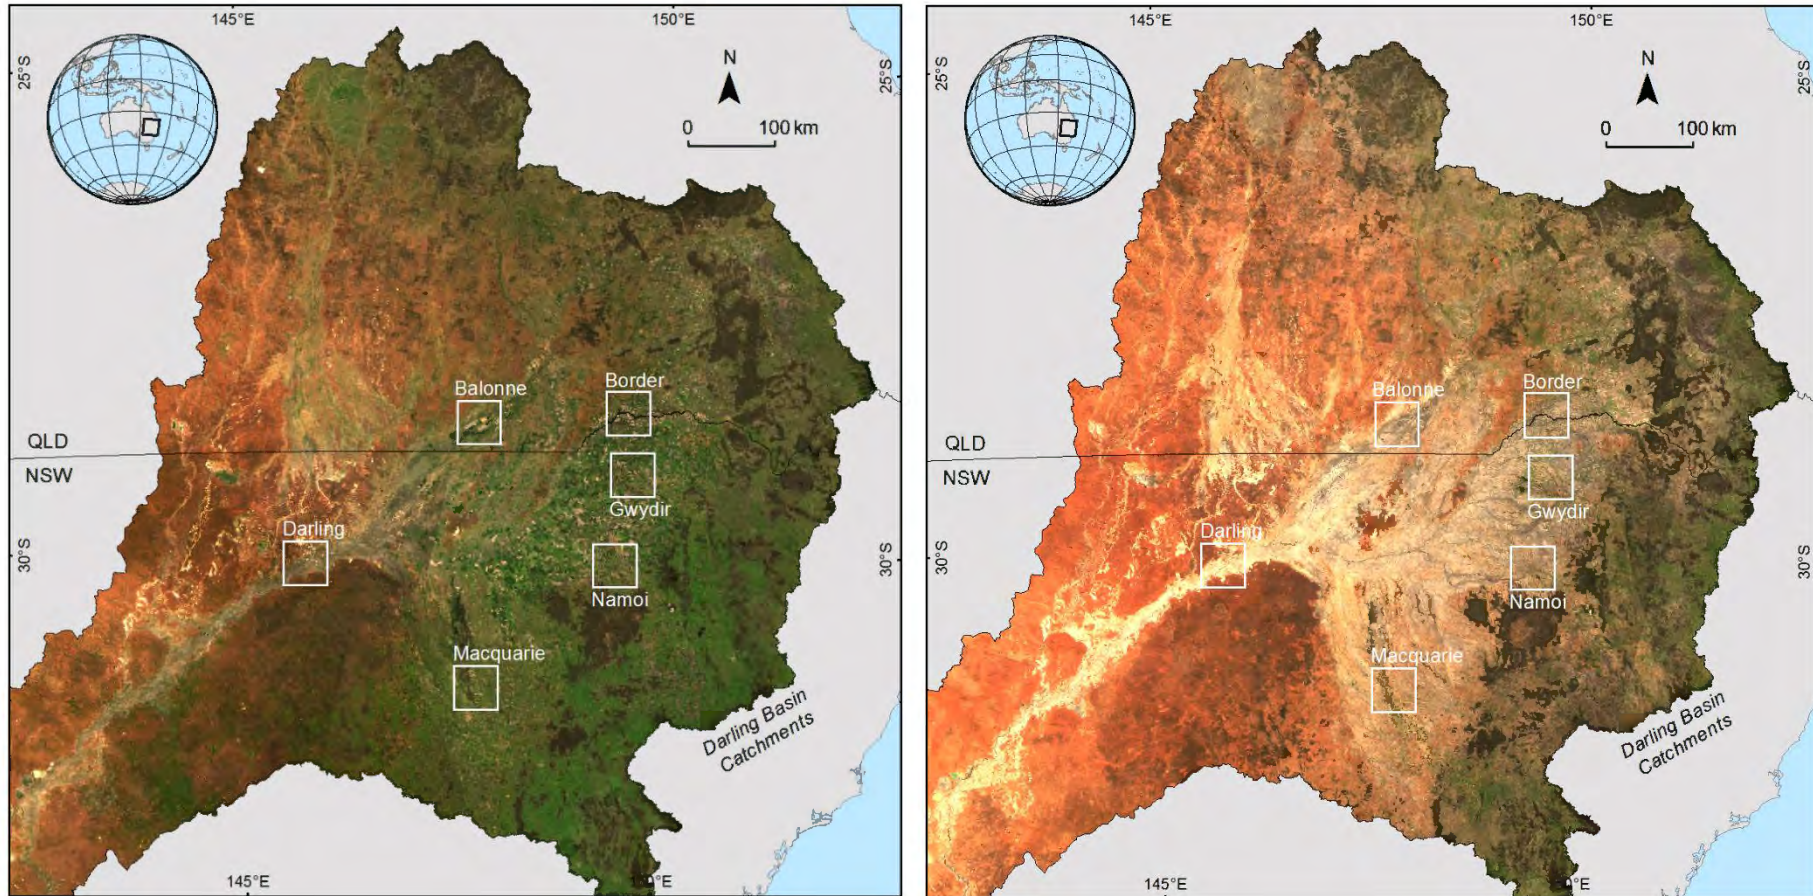 145°E
150°E
25°S
25°S
N
0 100 km
Balonne
Border
QLD
NSW
Gwydir
Darling
30°S
30°S
Namoi
Macquarie
Darling Basin
Catchments
145°E
150°E
145°E
150°E
25°S
25°S
N
0 100 km
Balonne
Border
QLD
NSW
Gwydir
Darling
30°S
30°S
Namoi
Macquarie
Darling Basin
Catchments
145°E
0°E